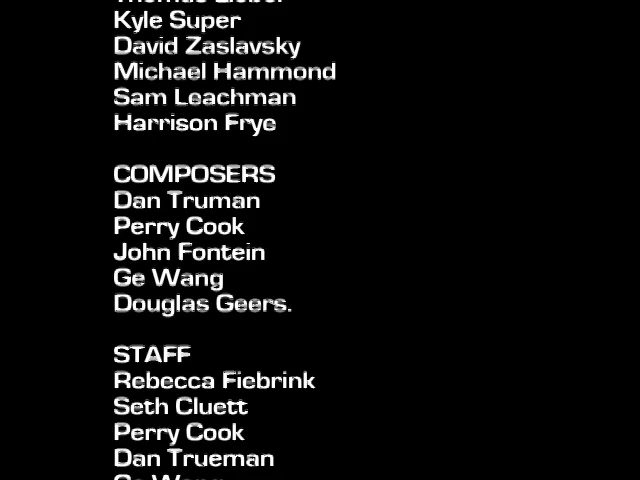 Kyle Super
David Zaslavsky
Michael Hammond
Sam Leachman
Harrison Frye
COMPOSERS
Dan Truman
Perry Cook
John Fontein
Ge Wang
Douglas Geers.
STAFF
Rebecca Fiebrink
Seth Cluett
Perry Cook
Dan Trueman